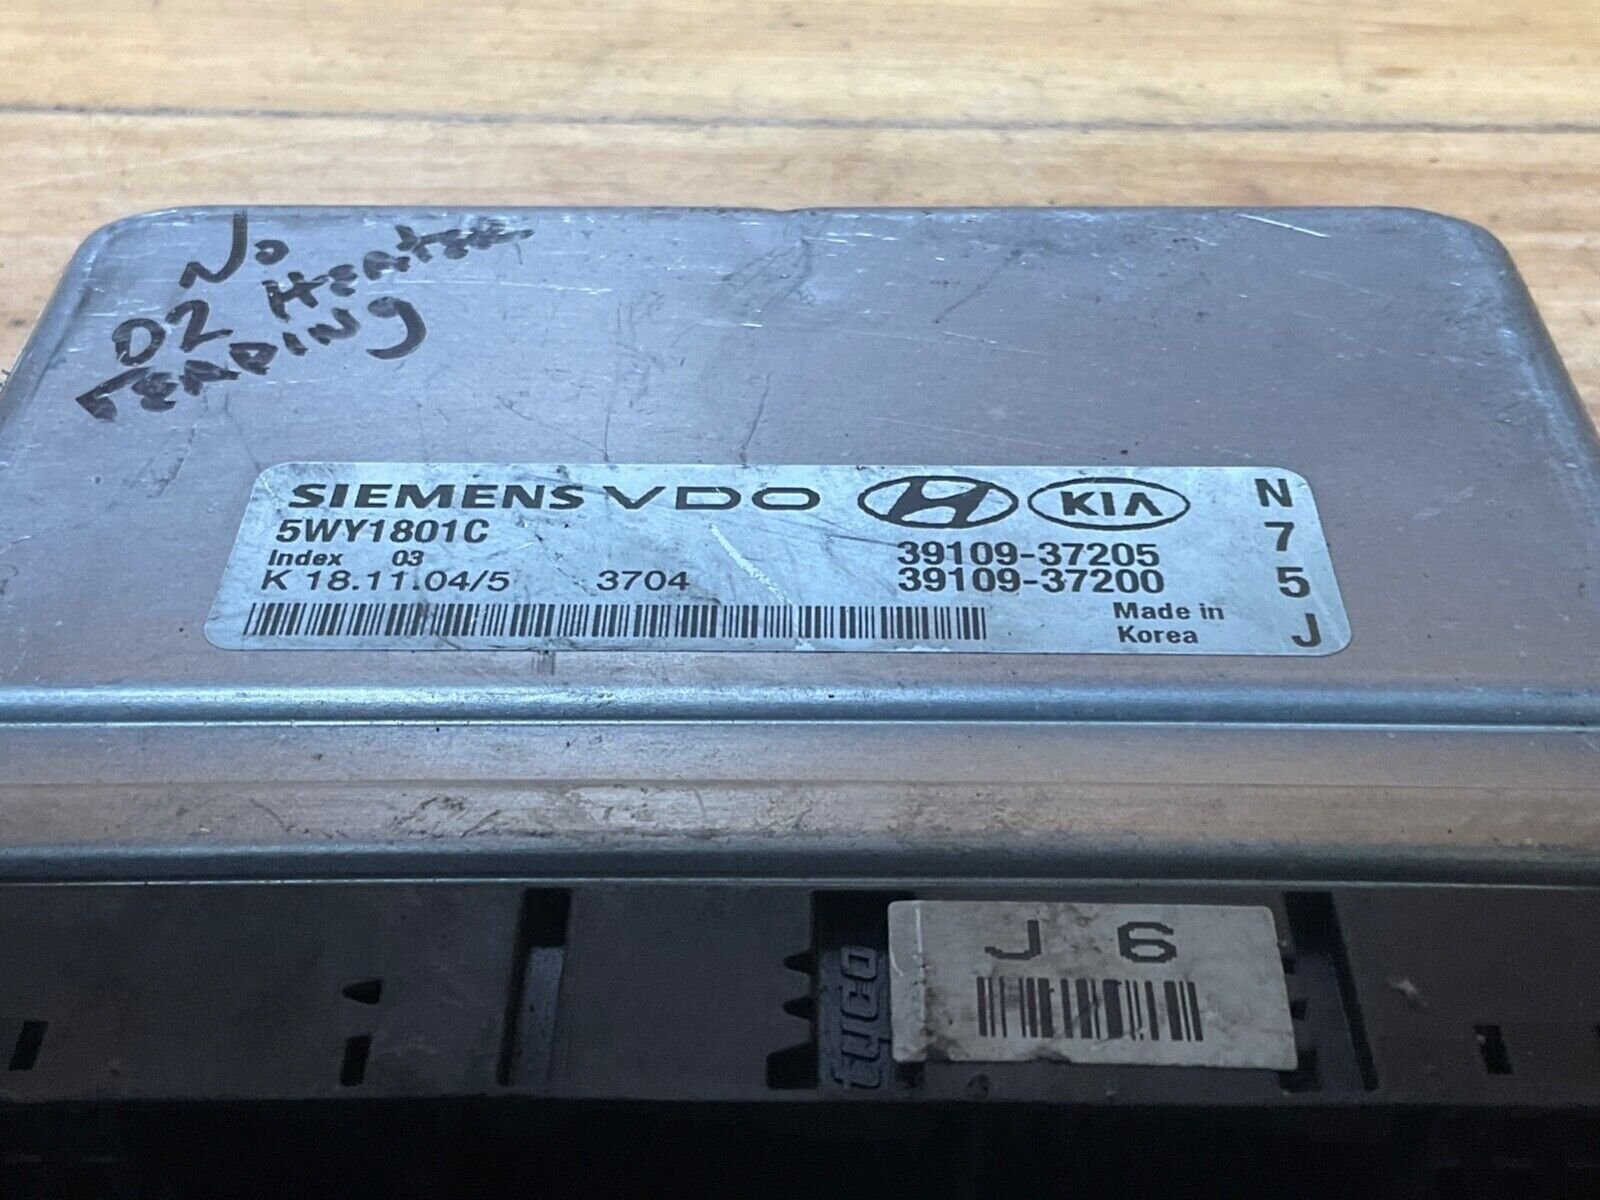 No
O2 HEATER
READING
SIEMENS VDO KIA
5WY1801C
Index 03
K 18.11.04/5 3704
39109-37205
39109-37200
Made in
Korea
N
7
5
J
J 6
tyco